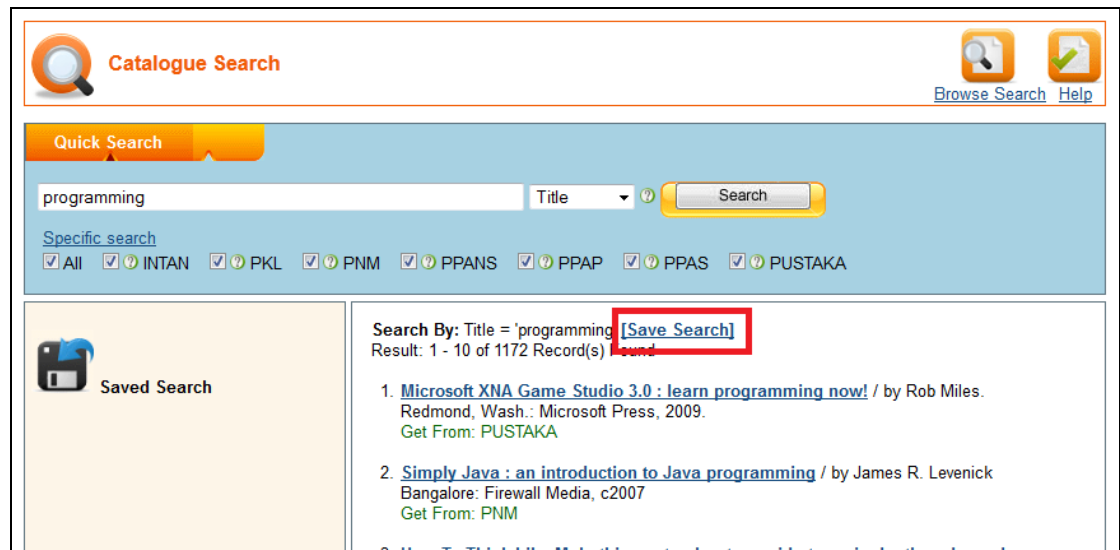 Catalogue Search
Browse Search Help
Quick Search
programming Title Search
Specific search
All INTAN PKL PNM PPANS PPAP PPAS PUSTAKA
Saved Search
Search By: Title = 'programming [Save Search]
Result: 1 - 10 of 1172 Record(s) Found
1. Microsoft XNA Game Studio 3.0 : learn programming now! / by Rob Miles.
Redmond, Wash.: Microsoft Press, 2009.
Get From: PUSTAKA
2. Simply Java : an introduction to Java programming / by James R. Levenick
Bangalore: Firewall Media, c2007
Get From: PNM